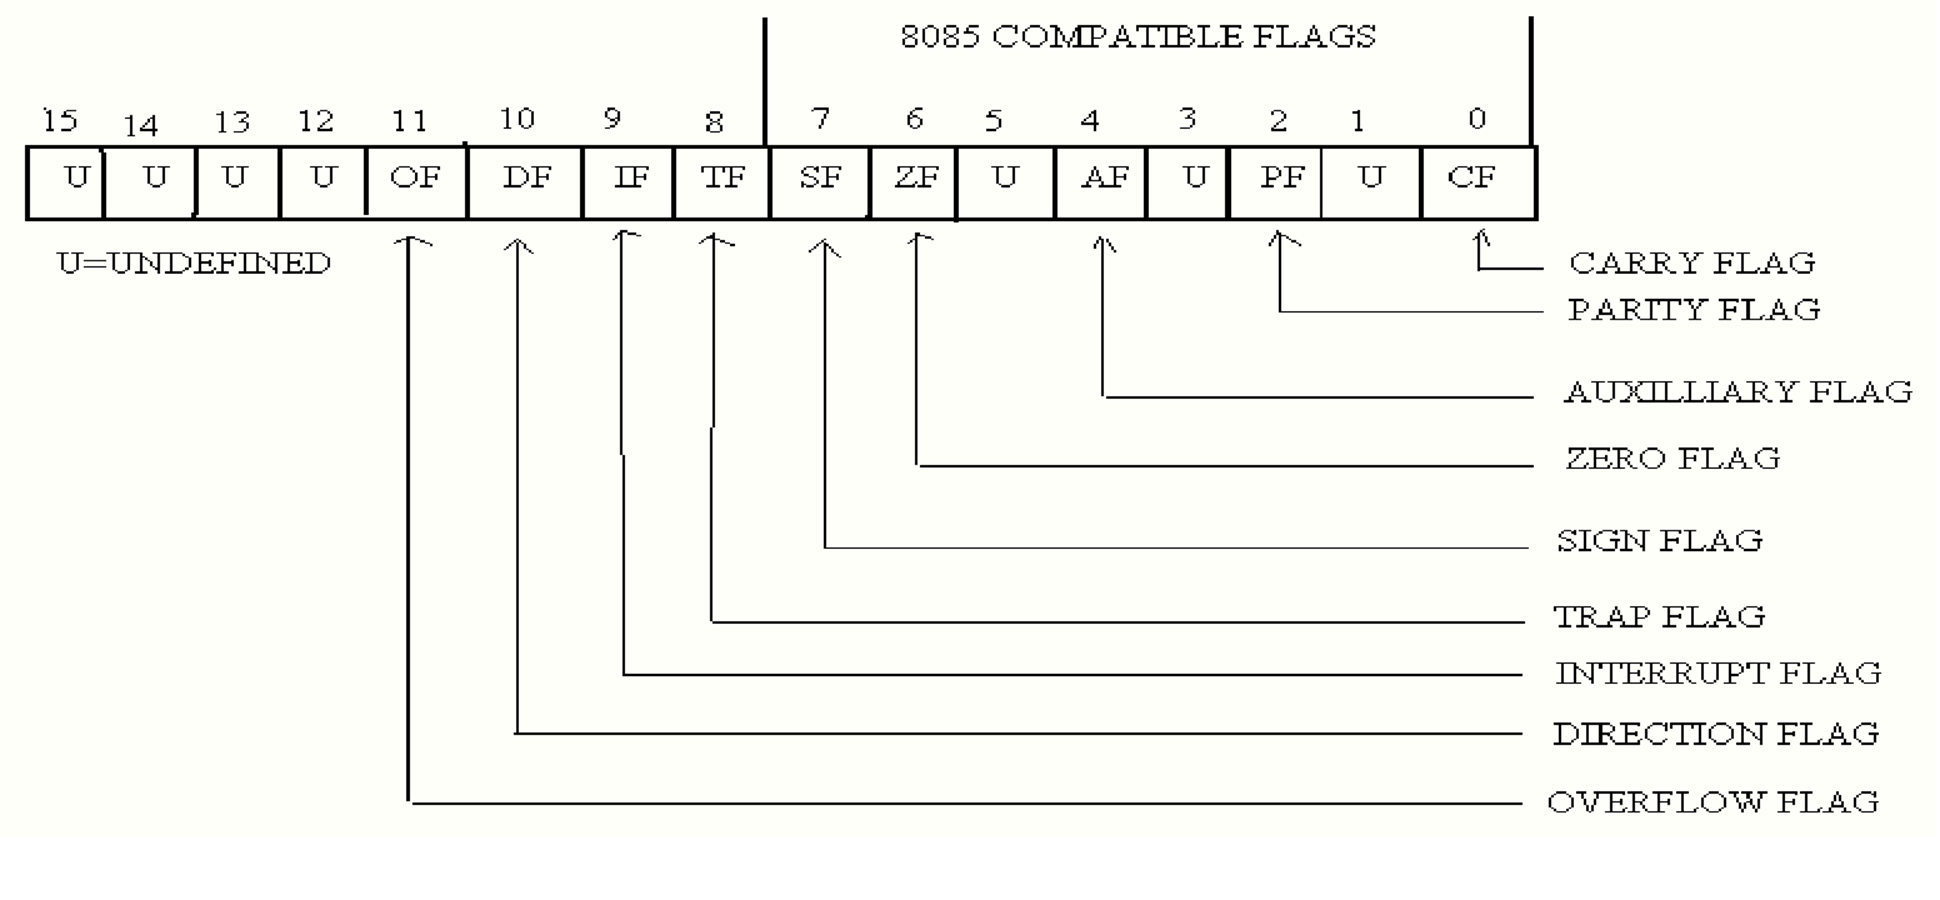 8085 COMPATIBLE FLAGS
15 14 13 12 11 10 9 8 7 6 5 4 3 2 1 0
U U U U OF DF IF TF SF ZF U AF U PF U CF
U=UNDEFINED
CARRY FLAG
PARITY FLAG
AUXILLIARY FLAG
ZERO FLAG
SIGN FLAG
TRAP FLAG
INTERRUPT FLAG
DIRECTION FLAG
OVERFLOW FLAG